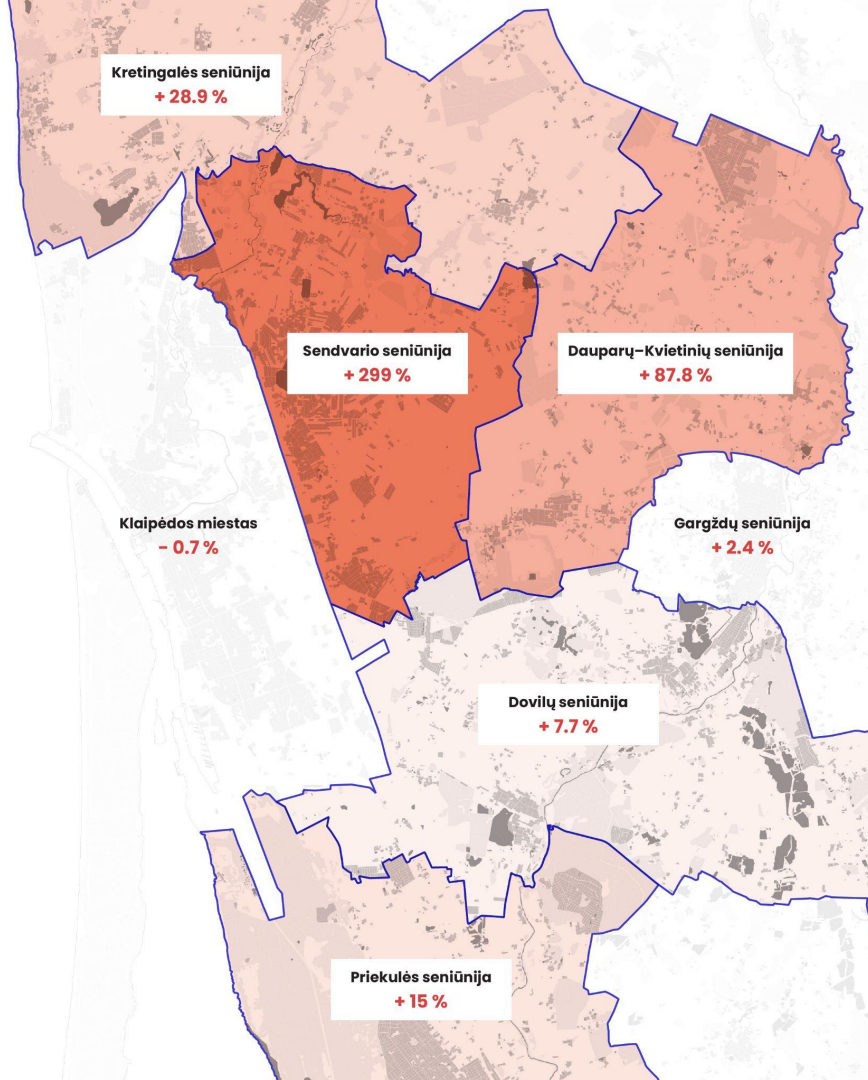 Kretingalės seniūnija
+ 28.9 %
Sendvario seniūnija
+ 299 %
Dauparų–Kvietinių seniūnija
+ 87.8 %
Klaipėdos miestas
− 0.7 %
Gargždų seniūnija
+ 2.4 %
Dovilų seniūnija
+ 7.7 %
Priekulės seniūnija
+ 15 %